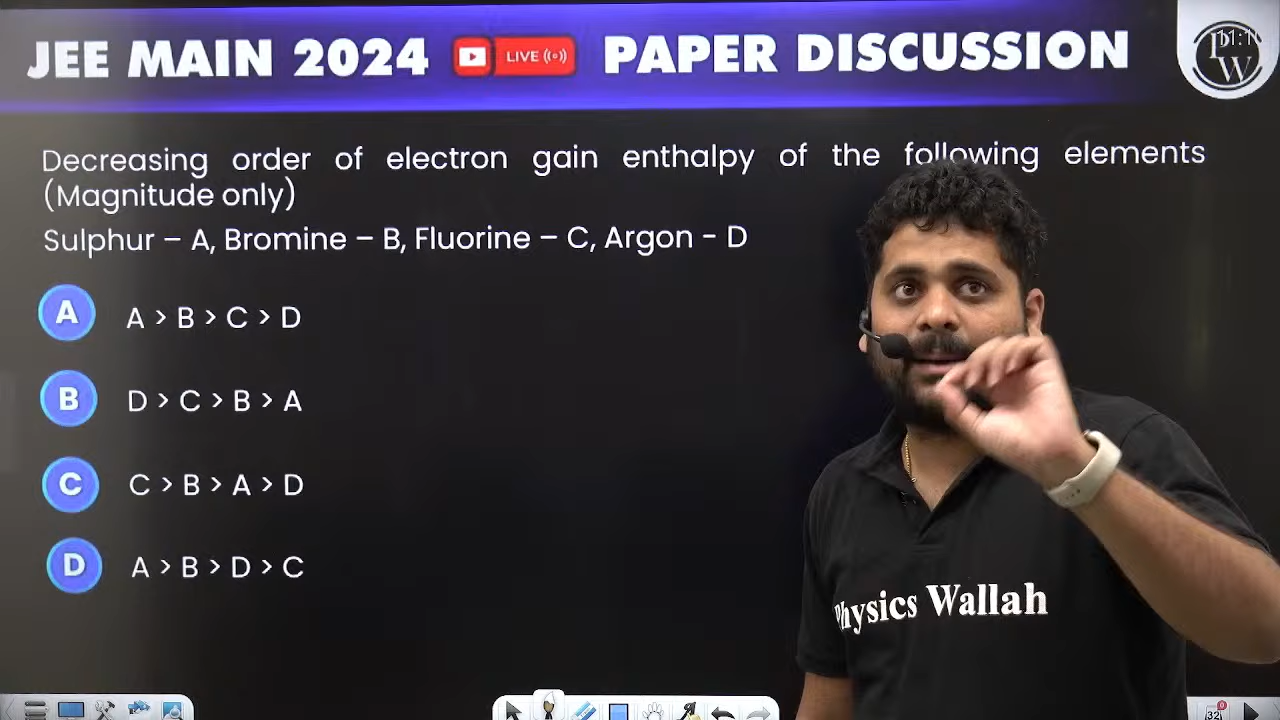 JEE MAIN 2024 LIVE PAPER DISCUSSION
Decreasing order of electron gain enthalpy of the following elements
(Magnitude only)
Sulphur – A, Bromine – B, Fluorine – C, Argon - D
A A > B > C > D
B D > C > B > A
C C > B > A > D
D A > B > D > C
Physics Wallah